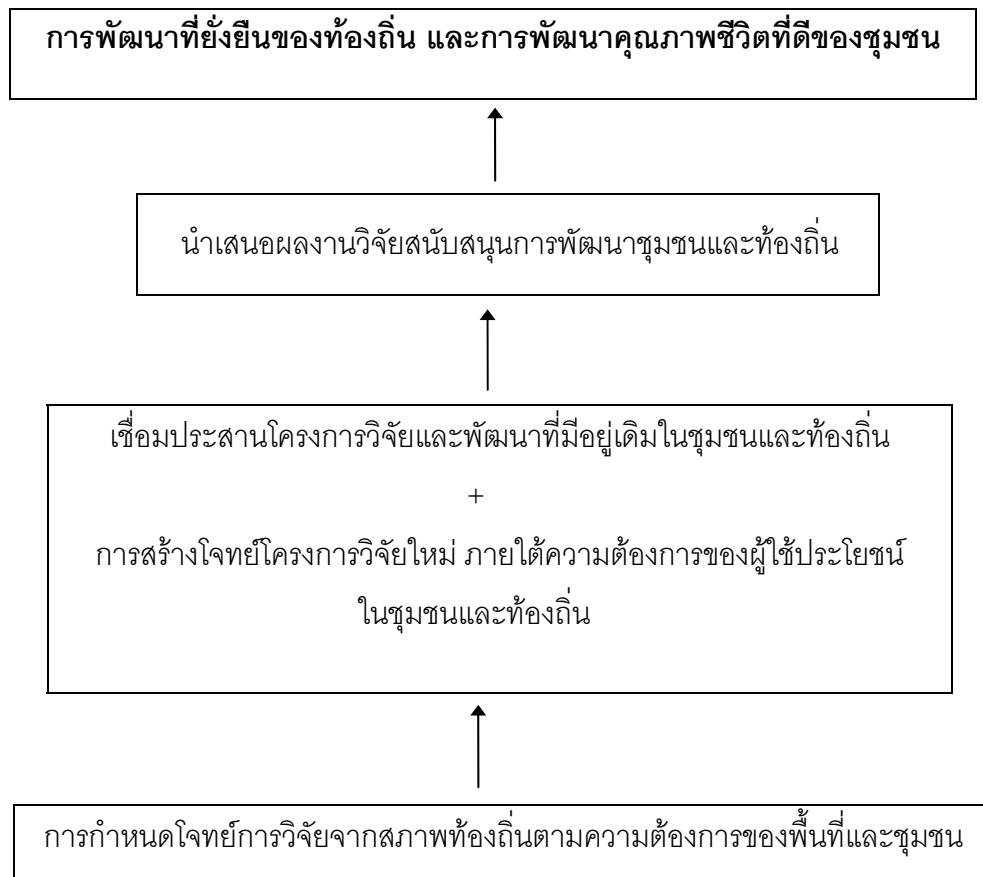 การพัฒนาที่ยั่งยืนของท้องถิ่น และการพัฒนาคุณภาพชีวิตที่ดีของชุมชน
นำเสนอผลงานวิจัยสนับสนุนการพัฒนาชุมชนและท้องถิ่น
เชื่อมประสานโครงการวิจัยและพัฒนาที่มีอยู่เดิมในชุมชนและท้องถิ่น
+
การสร้างโจทย์โครงการวิจัยใหม่ ภายใต้ความต้องการของผู้ใช้ประโยชน์
ในชุมชนและท้องถิ่น
การกำหนดโจทย์การวิจัยจากสภาพท้องถิ่นตามความต้องการของพื้นที่และชุมชน